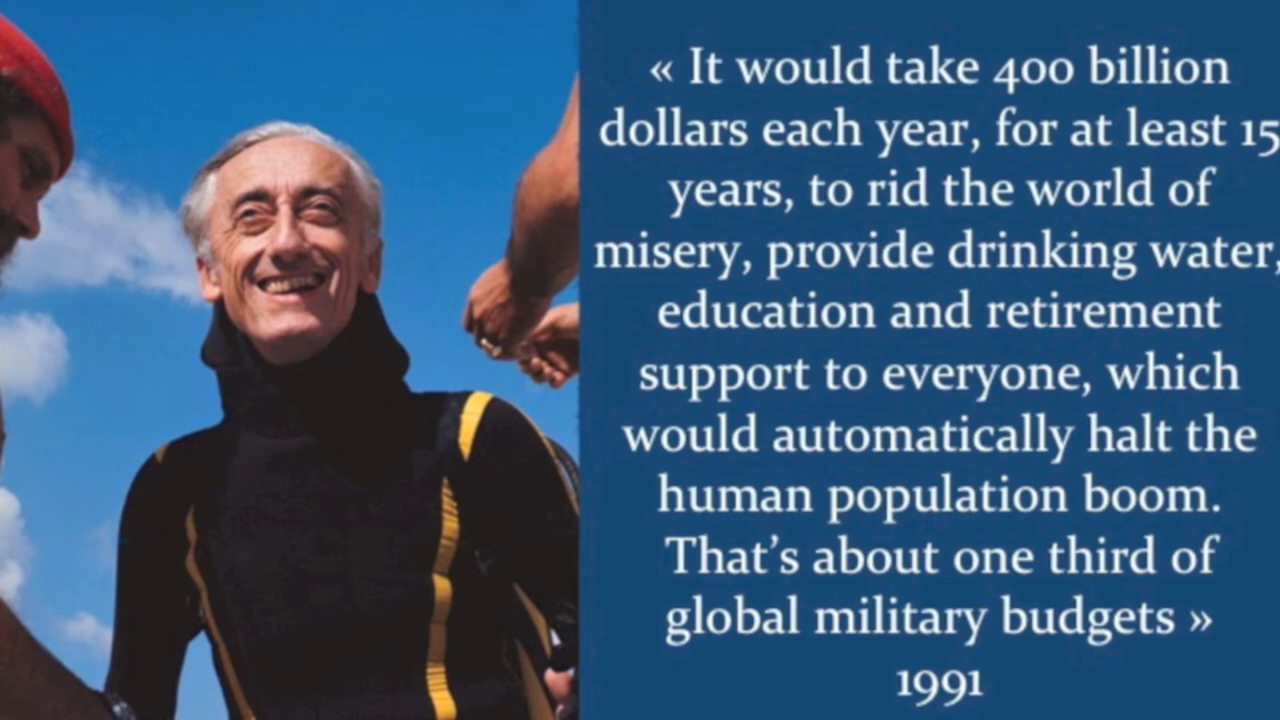 « It would take 400 billion
dollars each year, for at least 15
years, to rid the world of
misery, provide drinking water,
education and retirement
support to everyone, which
would automatically halt the
human population boom.
That’s about one third of
global military budgets »
1991